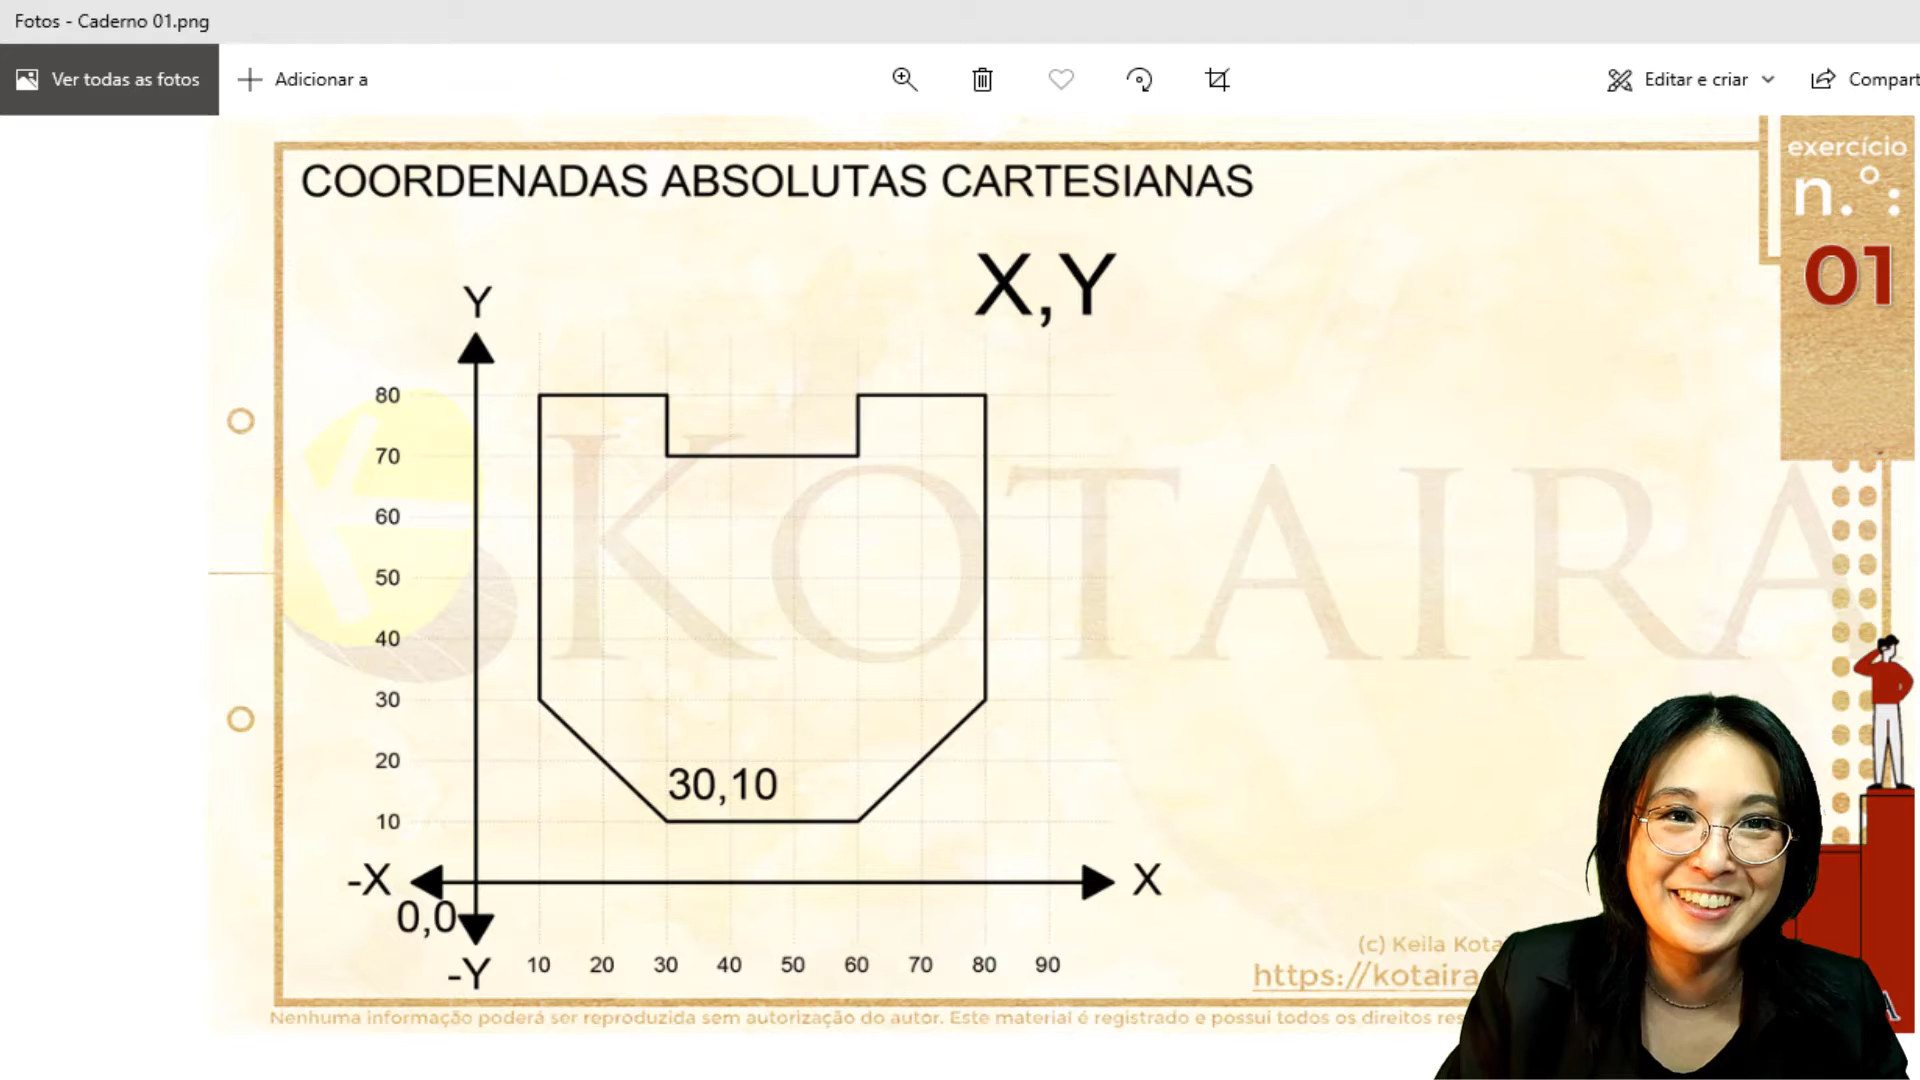 Fotos - Caderno 01.png
Ver todas as fotos
Adicionar a
Editar e criar
Compart
exercício
n.º:
01
COORDENADAS ABSOLUTAS CARTESIANAS
X,Y
Y
80
70
60
50
40
30
20
10
KOTAIRA
30,10
-X
X
0,0
-Y
10 20 30 40 50 60 70 80 90
(c) Keila Kota
https://kotaira
Nenhuma informação poderá ser reproduzida sem autorização do autor. Este material é registrado e possui todos os direitos res